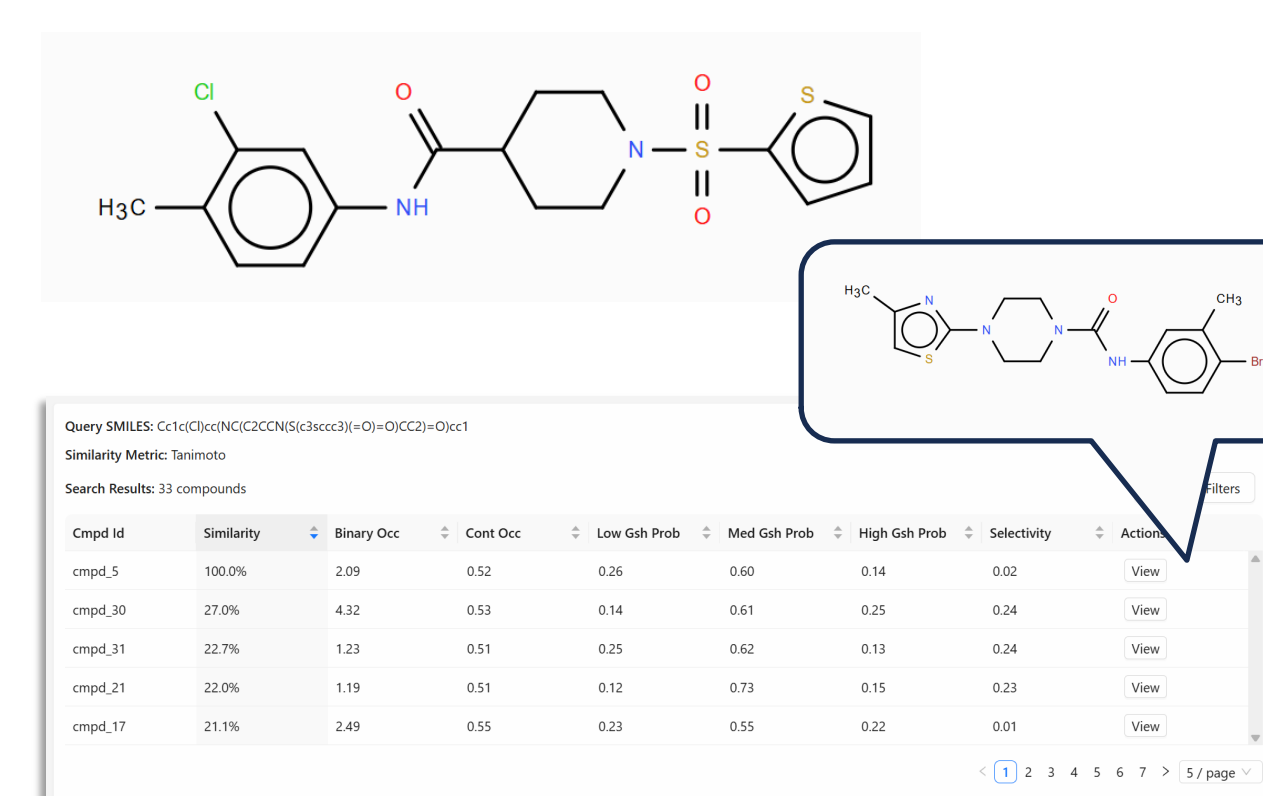 Cl
O
O
S
N
S
H3C
NH
O
H3C
N
O
CH3
N
N
S
NH
Br
Query SMILES: Cc1c(Cl)cc(NC(C2CCN(S(c3sccc3)(=O)=O)CC2)=O)cc1
Similarity Metric: Tanimoto
Search Results: 33 compounds
Filters
Cmpd Id Similarity Binary Occ Cont Occ Low Gsh Prob Med Gsh Prob High Gsh Prob Selectivity Actions
cmpd_5 100.0% 2.09 0.52 0.26 0.60 0.14 0.02 View
cmpd_30 27.0% 4.32 0.53 0.14 0.61 0.25 0.24 View
cmpd_31 22.7% 1.23 0.51 0.25 0.62 0.13 0.24 View
cmpd_21 22.0% 1.19 0.51 0.12 0.73 0.15 0.23 View
cmpd_17 21.1% 2.49 0.55 0.23 0.55 0.22 0.01 View
< 1 2 3 4 5 6 7 > 5 / page